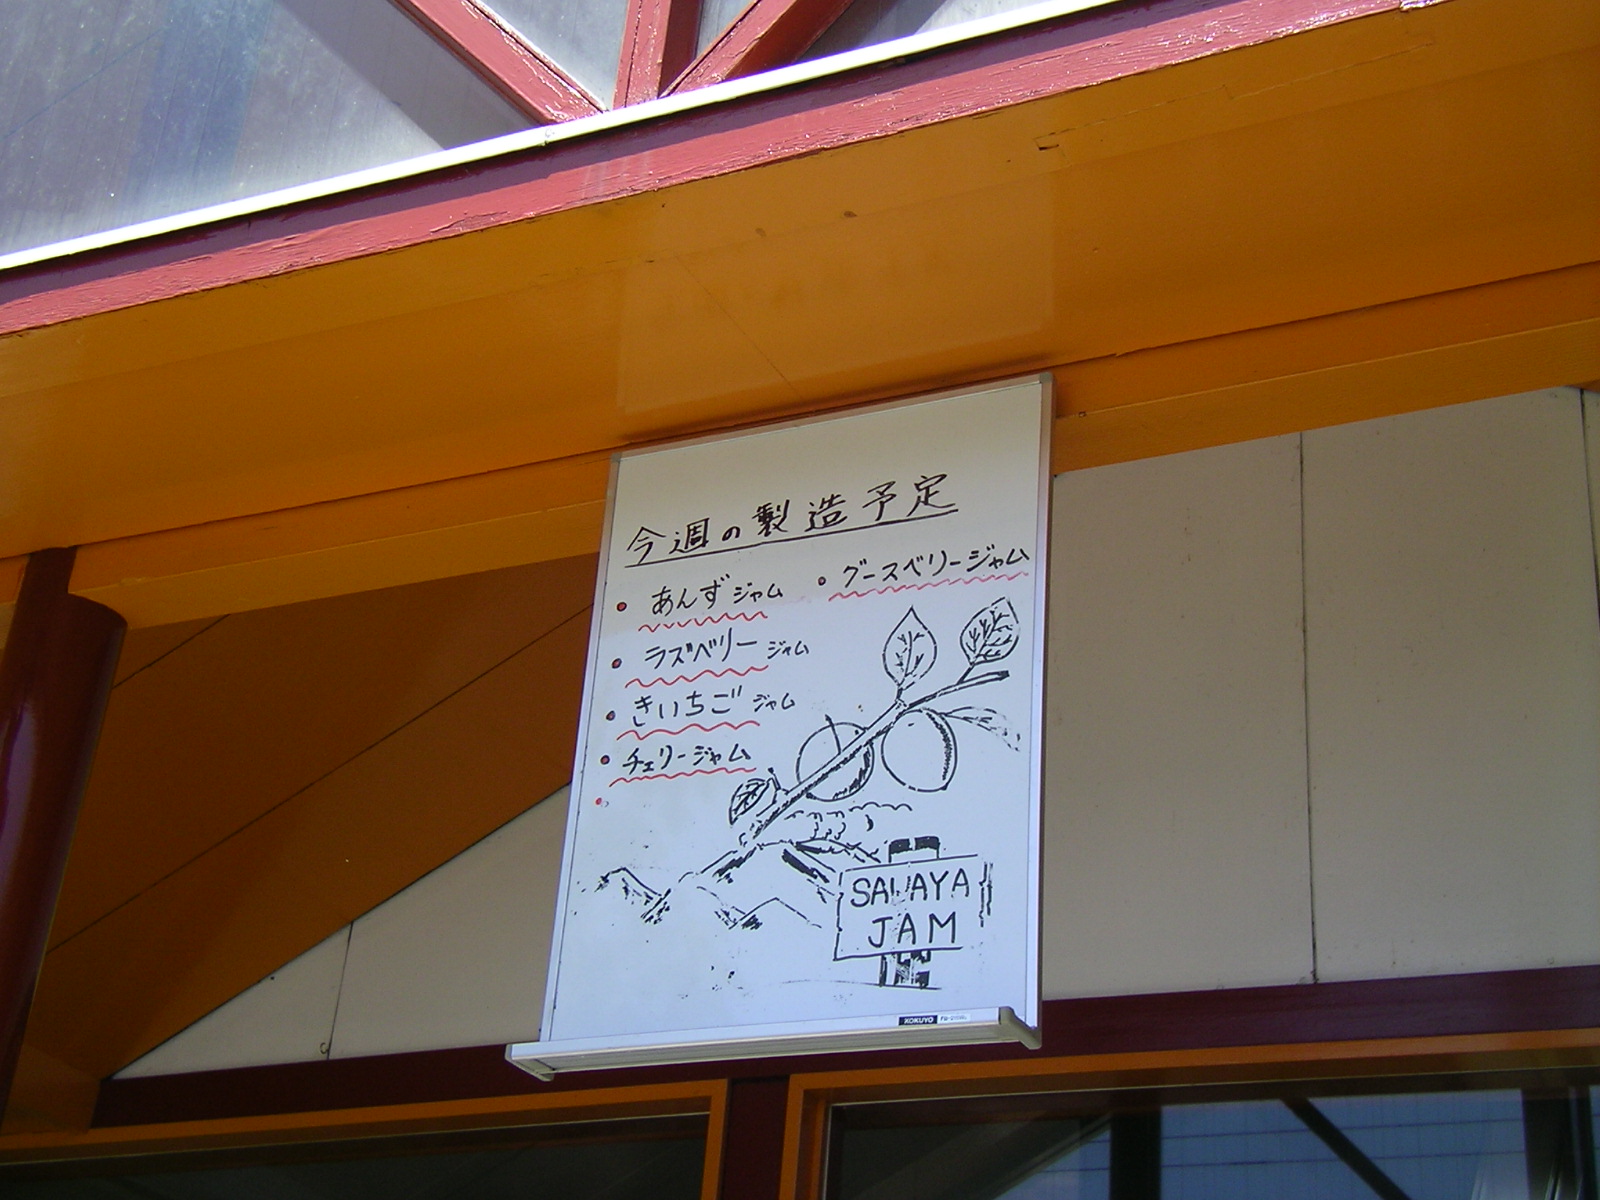 今週の製造予定
・あんずジャム
・グースベリージャム
・ラズベリージャム
・きいちごジャム
・チェリージャム
SAWAYA
JAM
KOKUYO